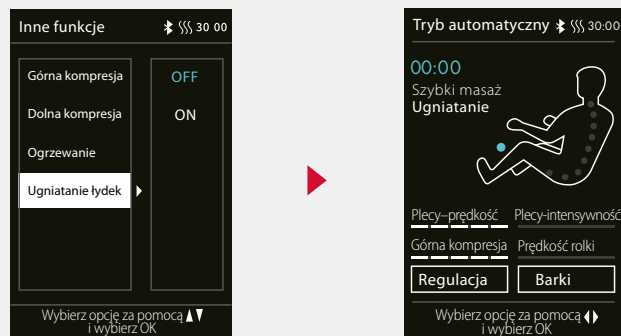 Inne funkcje 30 00
Górna kompresja
OFF
Dolna kompresja
ON
Ogrzewanie
Ugniatanie łydek
Wybierz opcję za pomocą
i wybierz OK
Tryb automatyczny 30:00
00:00
Szybki masaż
Ugniatanie
Plecy–prędkość Plecy-intensywność
Górna kompresja Prędkość rolki
Regulacja Barki
Wybierz opcję za pomocą
i wybierz OK